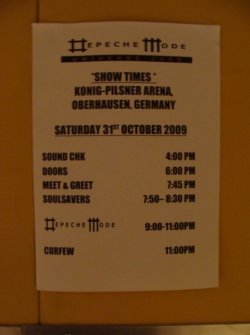 DEPECHE MODE
"SHOW TIMES"
KONIG-PILSNER ARENA,
OBERHAUSEN, GERMANY
SATURDAY 31ST OCTOBER 2009
SOUND CHK 4:00 PM
DOORS 6:00 PM
MEET & GREET 7:45 PM
SOULSAVERS 7:50– 8:30 PM
DEPECHE MODE 9:00-11:00PM
CURFEW 11:00PM